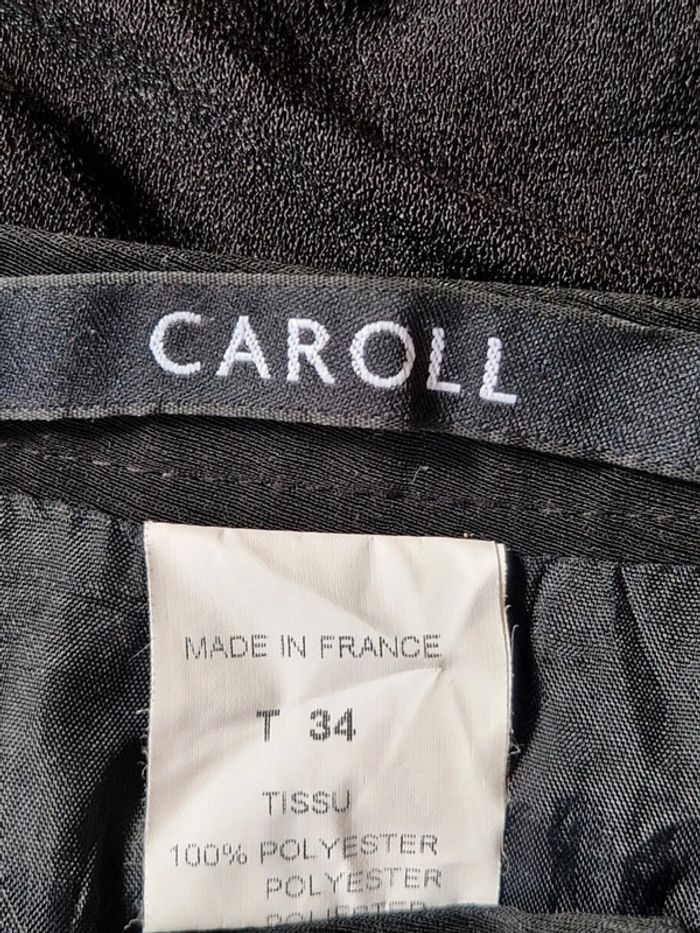 CAROLL
MADE IN FRANCE
T 34
TISSU
100% POLYESTER
POLYESTER